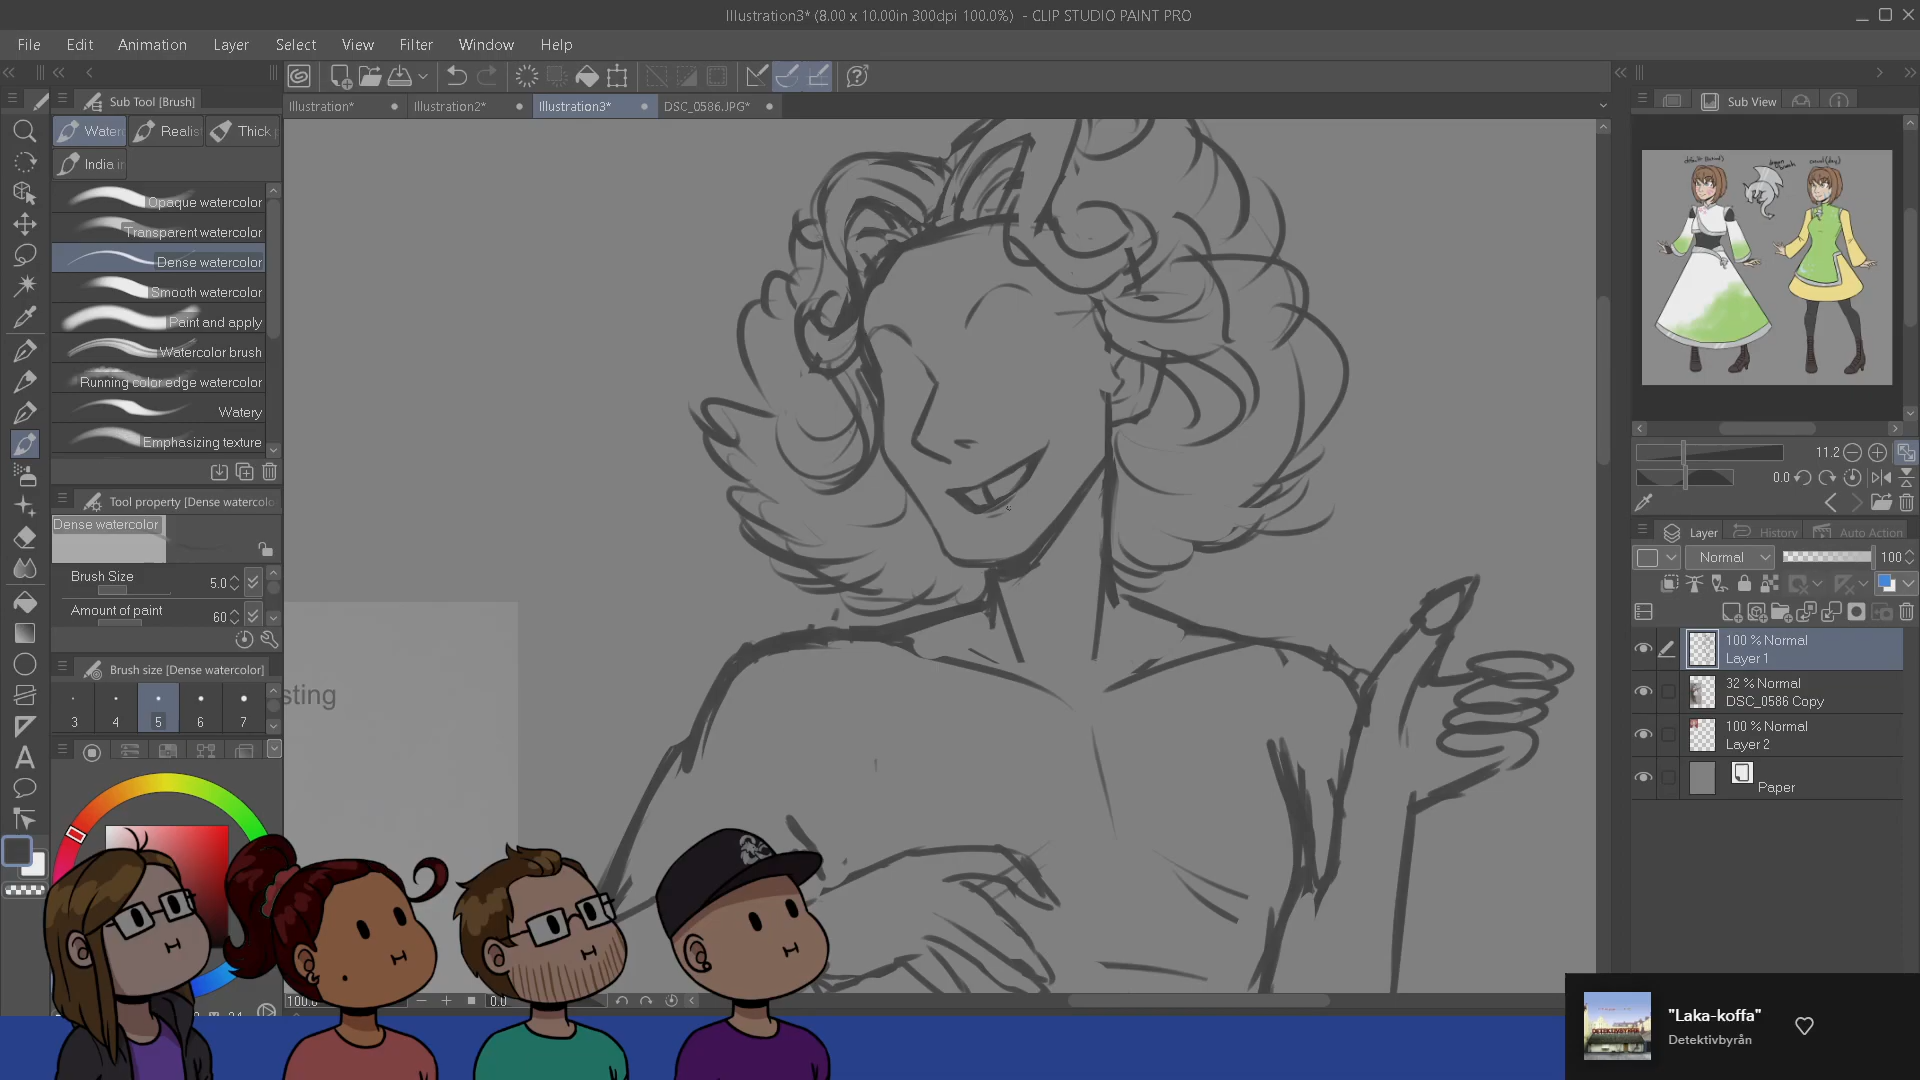 Illustration3* (8.00 x 10.00in 300dpi 100.0%) - CLIP STUDIO PAINT PRO
File Edit Animation Layer Select View Filter Window Help
Sub Tool [Brush]
Illustration* Illustration2* Illustration3* DSC_0586.JPG*
Sub View
Waterc Realis Thick p
India in
Opaque watercolor
Transparent watercolor
Dense watercolor
Smooth watercolor
Paint and apply
Watercolor brush
Running color edge watercolor
Watery
Emphasizing texture
Tool property [Dense watercolor
Dense watercolor
Brush Size 5.0
Amount of paint 60
Brush size [Dense watercolor]
3 4 5 6 7
sting
11.2
0.0
Layer History Auto Action
Normal 100
100 % Normal
Layer 1
32 % Normal
DSC_0586 Copy
100 % Normal
Layer 2
Paper
100.0 0.0
"Laka-koffa"
Detektivbyrån